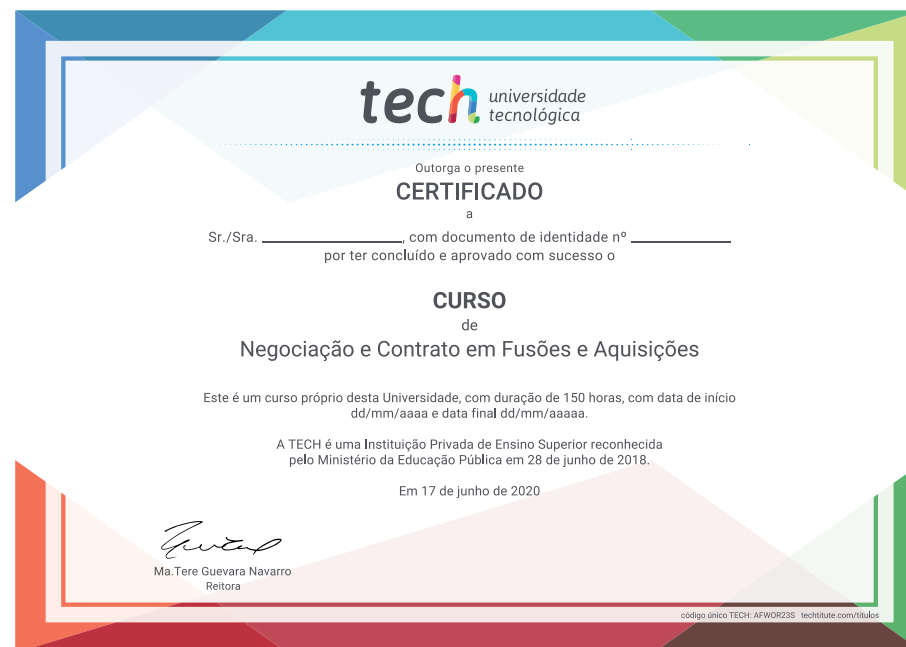 tech universidade
tecnológica
Outorga o presente
CERTIFICADO
a
Sr./Sra. ________________, com documento de identidade nº ____________
por ter concluído e aprovado com sucesso o
CURSO
de
Negociação e Contrato em Fusões e Aquisições
Este é um curso próprio desta Universidade, com duração de 150 horas, com data de início
dd/mm/aaaa e data final dd/mm/aaaaa.
A TECH é uma Instituição Privada de Ensino Superior reconhecida
pelo Ministério da Educação Pública em 28 de junho de 2018.
Em 17 de junho de 2020
Ma.Tere Guevara Navarro
Reitora
código único TECH: AFWOR23S techtitute.com/titulos